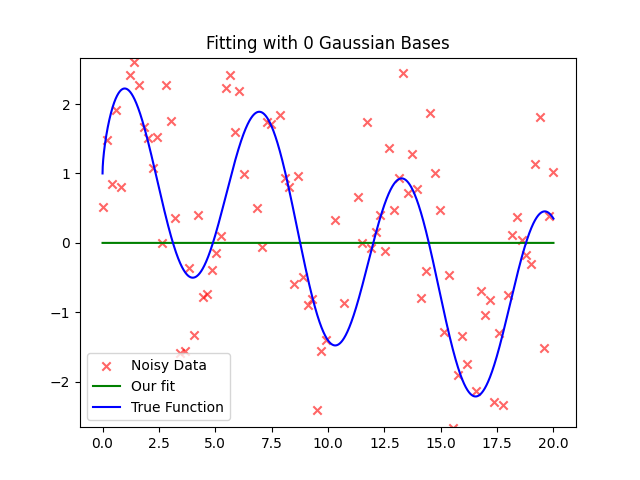 Fitting with 0 Gaussian Bases
2
1
0
−1
−2
Noisy Data
Our fit
True Function
0.0 2.5 5.0 7.5 10.0 12.5 15.0 17.5 20.0